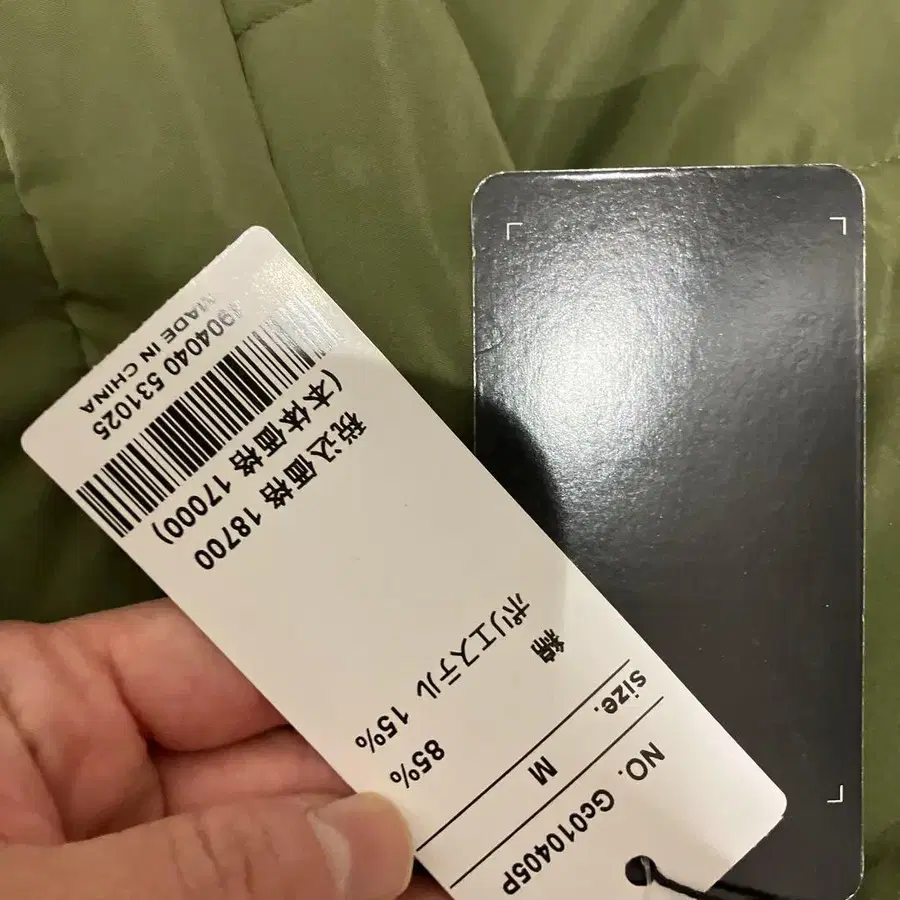 NO. Gc010405P
size. M
綿 85%
ポリエステル 15%
税込価格 18700
(本体価格 17000)
4904040 531025
MADE IN CHINA